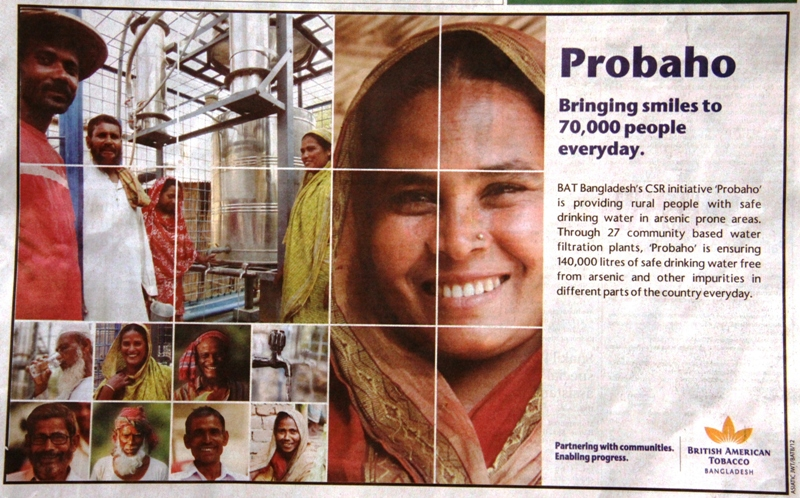 Probaho
Bringing smiles to
70,000 people
everyday.
BAT Bangladesh's CSR initiative 'Probaho'
is providing rural people with safe
drinking water in arsenic prone areas.
Through 27 community based water
filtration plants, 'Probaho' is ensuring
140,000 litres of safe drinking water free
from arsenic and other impurities in
different parts of the country everyday.
Partnering with communities.
Enabling progress.
BRITISH AMERICAN
TOBACCO
BANGLADESH